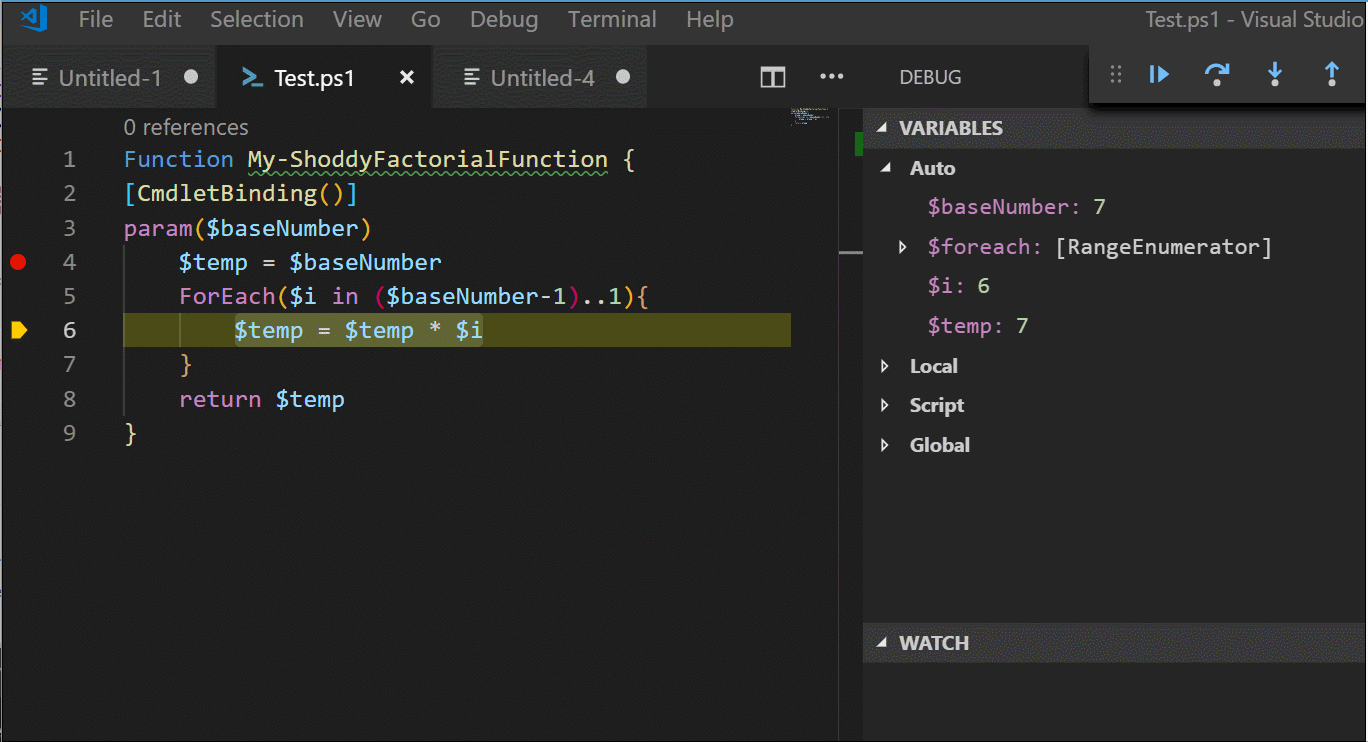 File Edit Selection View Go Debug Terminal Help Test.ps1 - Visual Studio
Untitled-1 Test.ps1 Untitled-4
0 references
1 Function My-ShoddyFactorialFunction {
2 [CmdletBinding()]
3 param($baseNumber)
4 $temp = $baseNumber
5 ForEach($i in ($baseNumber-1)..1){
6 $temp = $temp * $i
7 }
8 return $temp
9 }
DEBUG
VARIABLES
Auto
$baseNumber: 7
$foreach: [RangeEnumerator]
$i: 6
$temp: 7
Local
Script
Global
WATCH